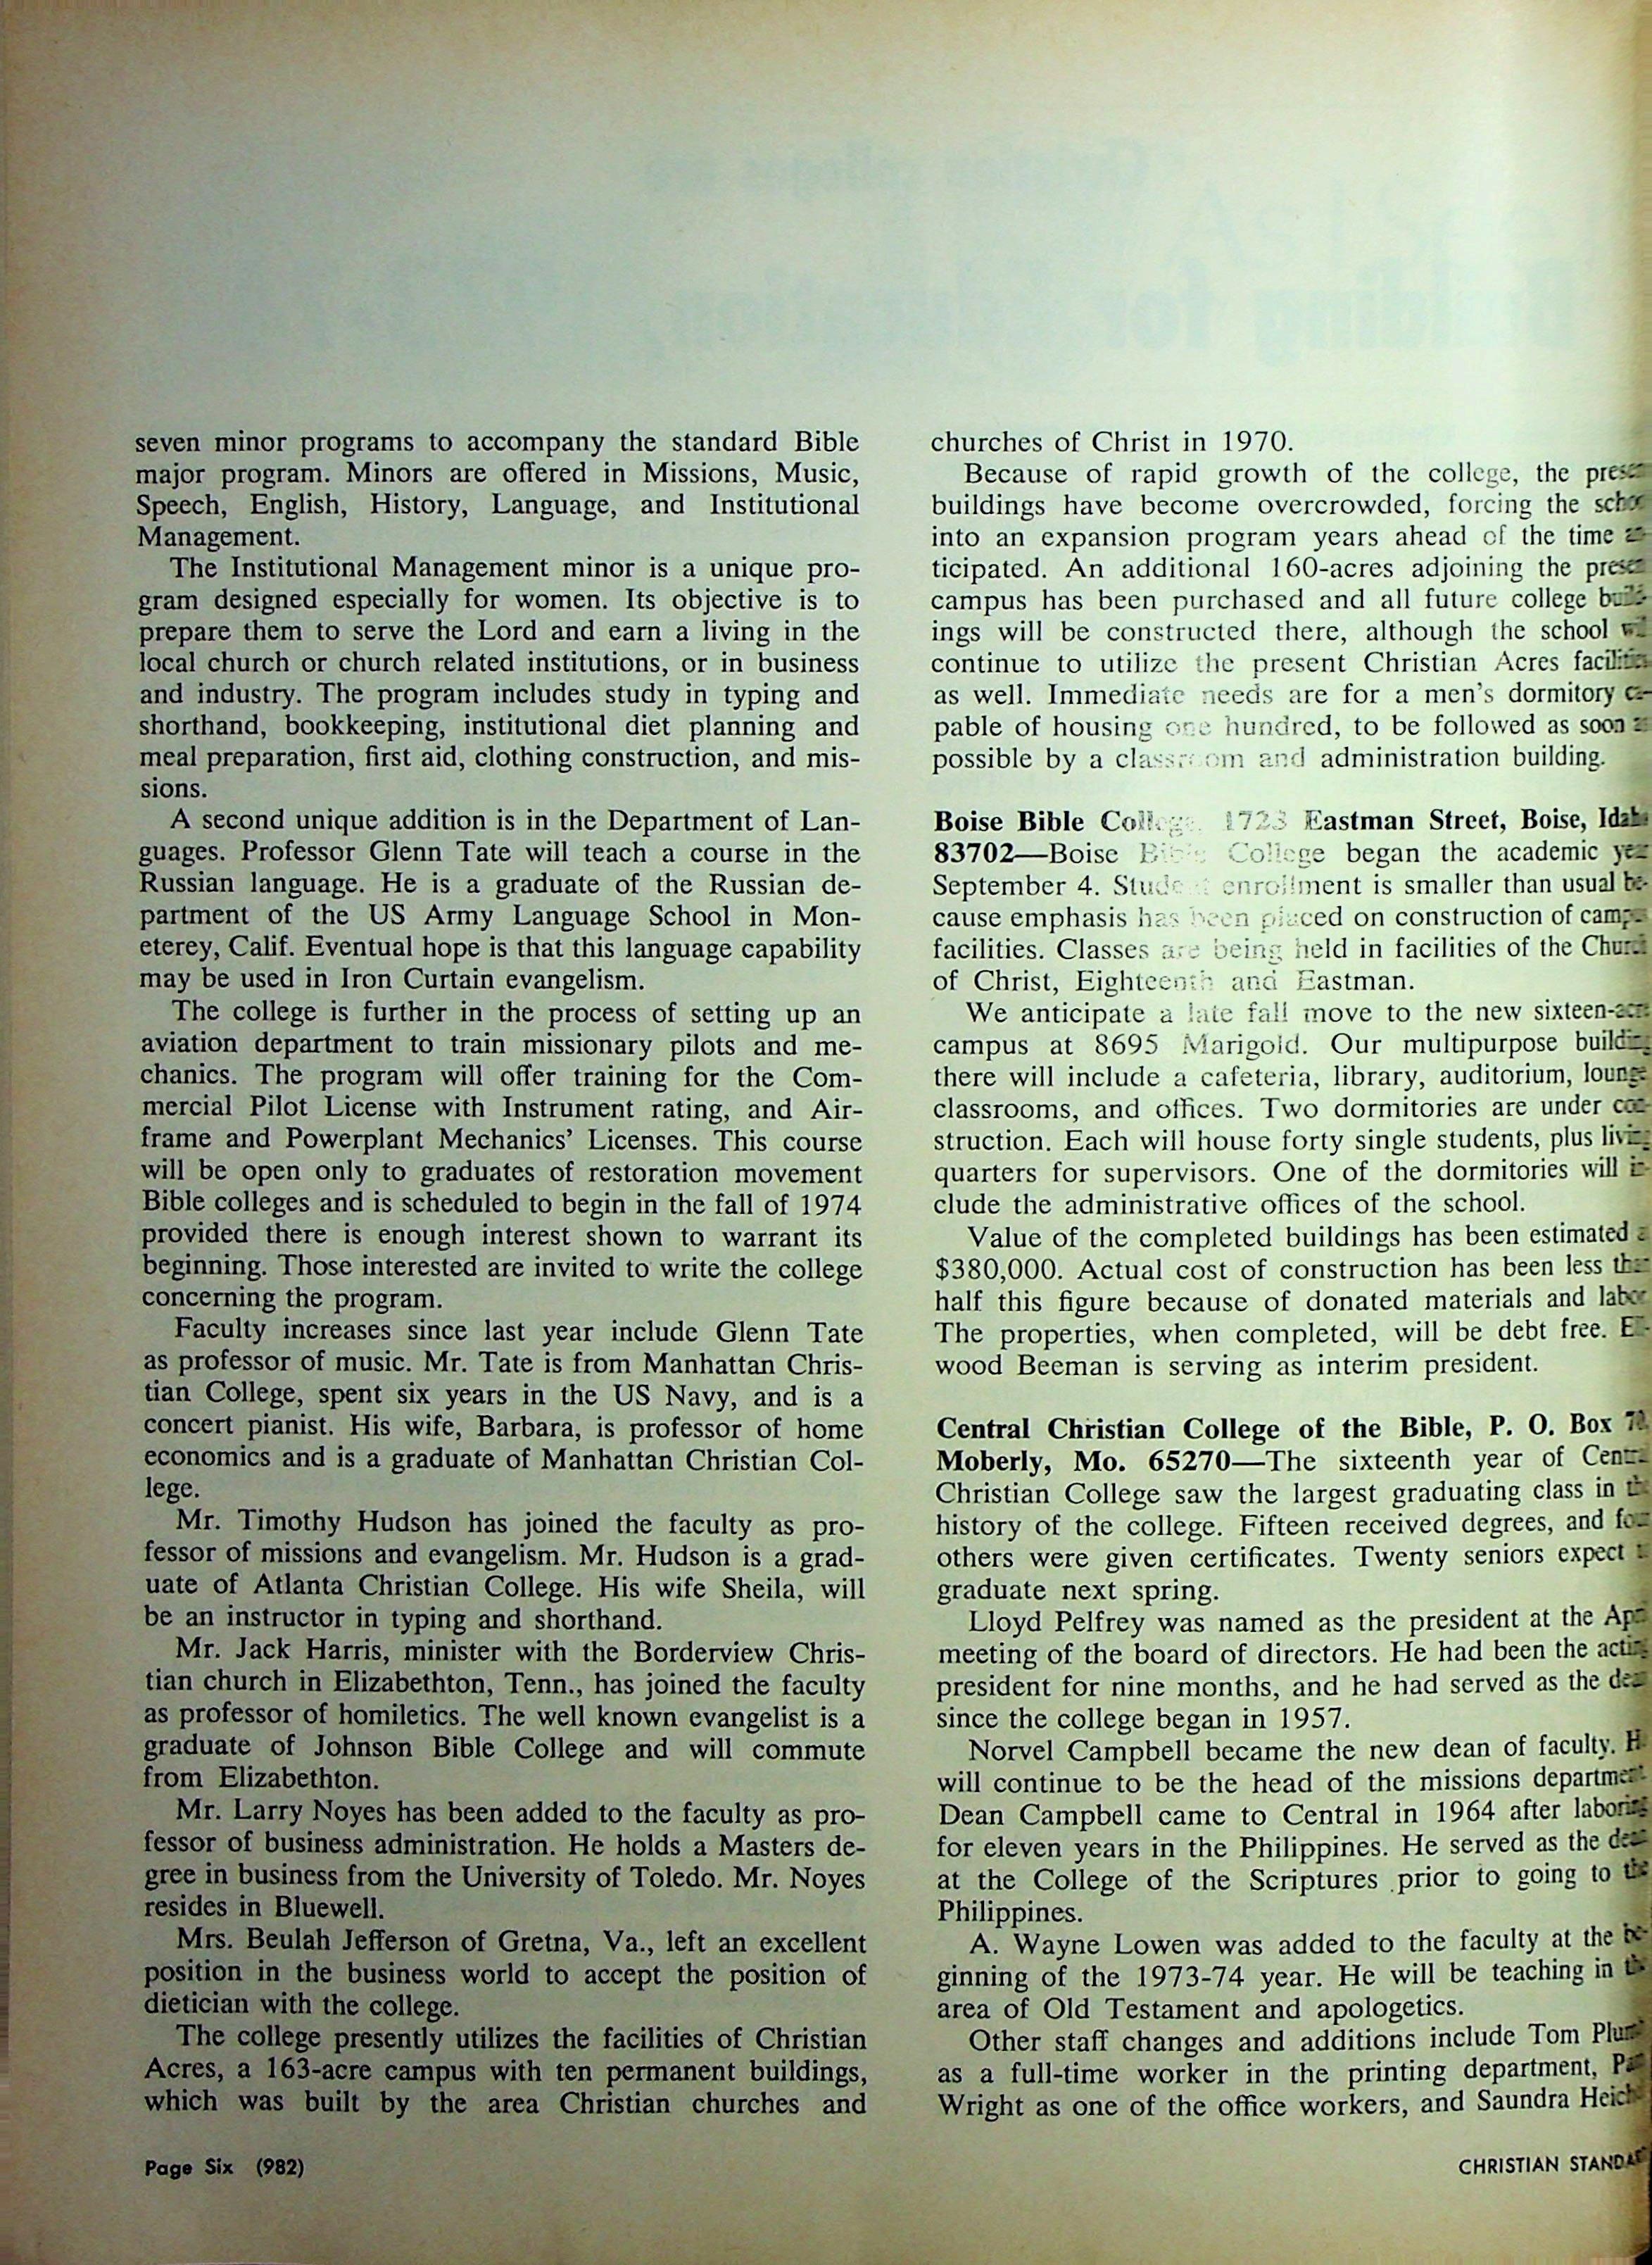 seven minor programs to accompany the standard Bible
major program. Minors are offered in Missions, Music,
Speech, English, History, Language, and Institutional
Management.
The Institutional Management minor is a unique pro-
gram designed especially for women. Its objective is to
prepare them to serve the Lord and earn a living in the
local church or church related institutions, or in business
and industry. The program includes study in typing and
shorthand, bookkeeping, institutional diet planning and
meal preparation, first aid, clothing construction, and mis-
sions.
A second unique addition is in the Department of Lan-
guages. Professor Glenn Tate will teach a course in the
Russian language. He is a graduate of the Russian de-
partment of the US Army Language School in Mon-
eterey, Calif. Eventual hope is that this language capability
may be used in Iron Curtain evangelism.
The college is further in the process of setting up an
aviation department to train missionary pilots and me-
chanics. The program will offer training for the Com-
mercial Pilot License with Instrument rating, and Air-
frame and Powerplant Mechanics' Licenses. This course
will be open only to graduates of restoration movement
Bible colleges and is scheduled to begin in the fall of 1974
provided there is enough interest shown to warrant its
beginning. Those interested are invited to write the college
concerning the program.
Faculty increases since last year include Glenn Tate
as professor of music. Mr. Tate is from Manhattan Chris-
tian College, spent six years in the US Navy, and is a
concert pianist. His wife, Barbara, is professor of home
economics and is a graduate of Manhattan Christian Col-
lege.
Mr. Timothy Hudson has joined the faculty as pro-
fessor of missions and evangelism. Mr. Hudson is a grad-
uate of Atlanta Christian College. His wife Sheila, will
be an instructor in typing and shorthand.
Mr. Jack Harris, minister with the Borderview Chris-
tian church in Elizabethton, Tenn., has joined the faculty
as professor of homiletics. The well known evangelist is a
graduate of Johnson Bible College and will commute
from Elizabethton.
Mr. Larry Noyes has been added to the faculty as pro-
fessor of business administration. He holds a Masters de-
gree in business from the University of Toledo. Mr. Noyes
resides in Bluewell.
Mrs. Beulah Jefferson of Gretna, Va., left an excellent
position in the business world to accept the position of
dietician with the college.
The college presently utilizes the facilities of Christian
Acres, a 163-acre campus with ten permanent buildings,
which was built by the area Christian churches and
churches of Christ in 1970.
Because of rapid growth of the college, the
buildings have become overcrowded, forcing the
into an expansion program years ahead of the time
ticipated. An additional 160-acres adjoining the
campus has been purchased and all future college
ings will be constructed there, although the school
continue to utilize the present Christian Acres
as well. Immediate needs are for a men's dormitory
pable of housing one hundred, to be followed as soon
possible by a classroom and administration building.
Boise Bible College, 1723 Eastman Street, Boise,
83702—Boise Bible College began the academic
September 4. Student enrollment is smaller than usual be-
cause emphasis has been placed on construction of
facilities. Classes are being held in facilities of the
of Christ, Eighteenth and Eastman.
We anticipate a late fall move to the new
campus at 8695 Marigold. Our multipurpose
there will include a cafeteria, library, auditorium, lounge
classrooms, and offices. Two dormitories are under
struction. Each will house forty single students, plus
quarters for supervisors. One of the dormitories will
clude the administrative offices of the school.
Value of the completed buildings has been estimated
$380,000. Actual cost of construction has been less
half this figure because of donated materials and
The properties, when completed, will be debt free.
wood Beeman is serving as interim president.
Central Christian College of the Bible, P. O. Box
Moberly, Mo. 65270—The sixteenth year of
Christian College saw the largest graduating class in
history of the college. Fifteen received degrees, and
others were given certificates. Twenty seniors expect
graduate next spring.
Lloyd Pelfrey was named as the president at the
meeting of the board of directors. He had been the
president for nine months, and he had served as the
since the college began in 1957.
Norvel Campbell became the new dean of faculty.
will continue to be the head of the missions
Dean Campbell came to Central in 1964 after
for eleven years in the Philippines. He served as the
at the College of the Scriptures prior to going to
Philippines.
A. Wayne Lowen was added to the faculty at the be-
ginning of the 1973-74 year. He will be teaching in
area of Old Testament and apologetics.
Other staff changes and additions include Tom
as a full-time worker in the printing department,
Wright as one of the office workers, and Saundra
Page Six (982)
CHRISTIAN